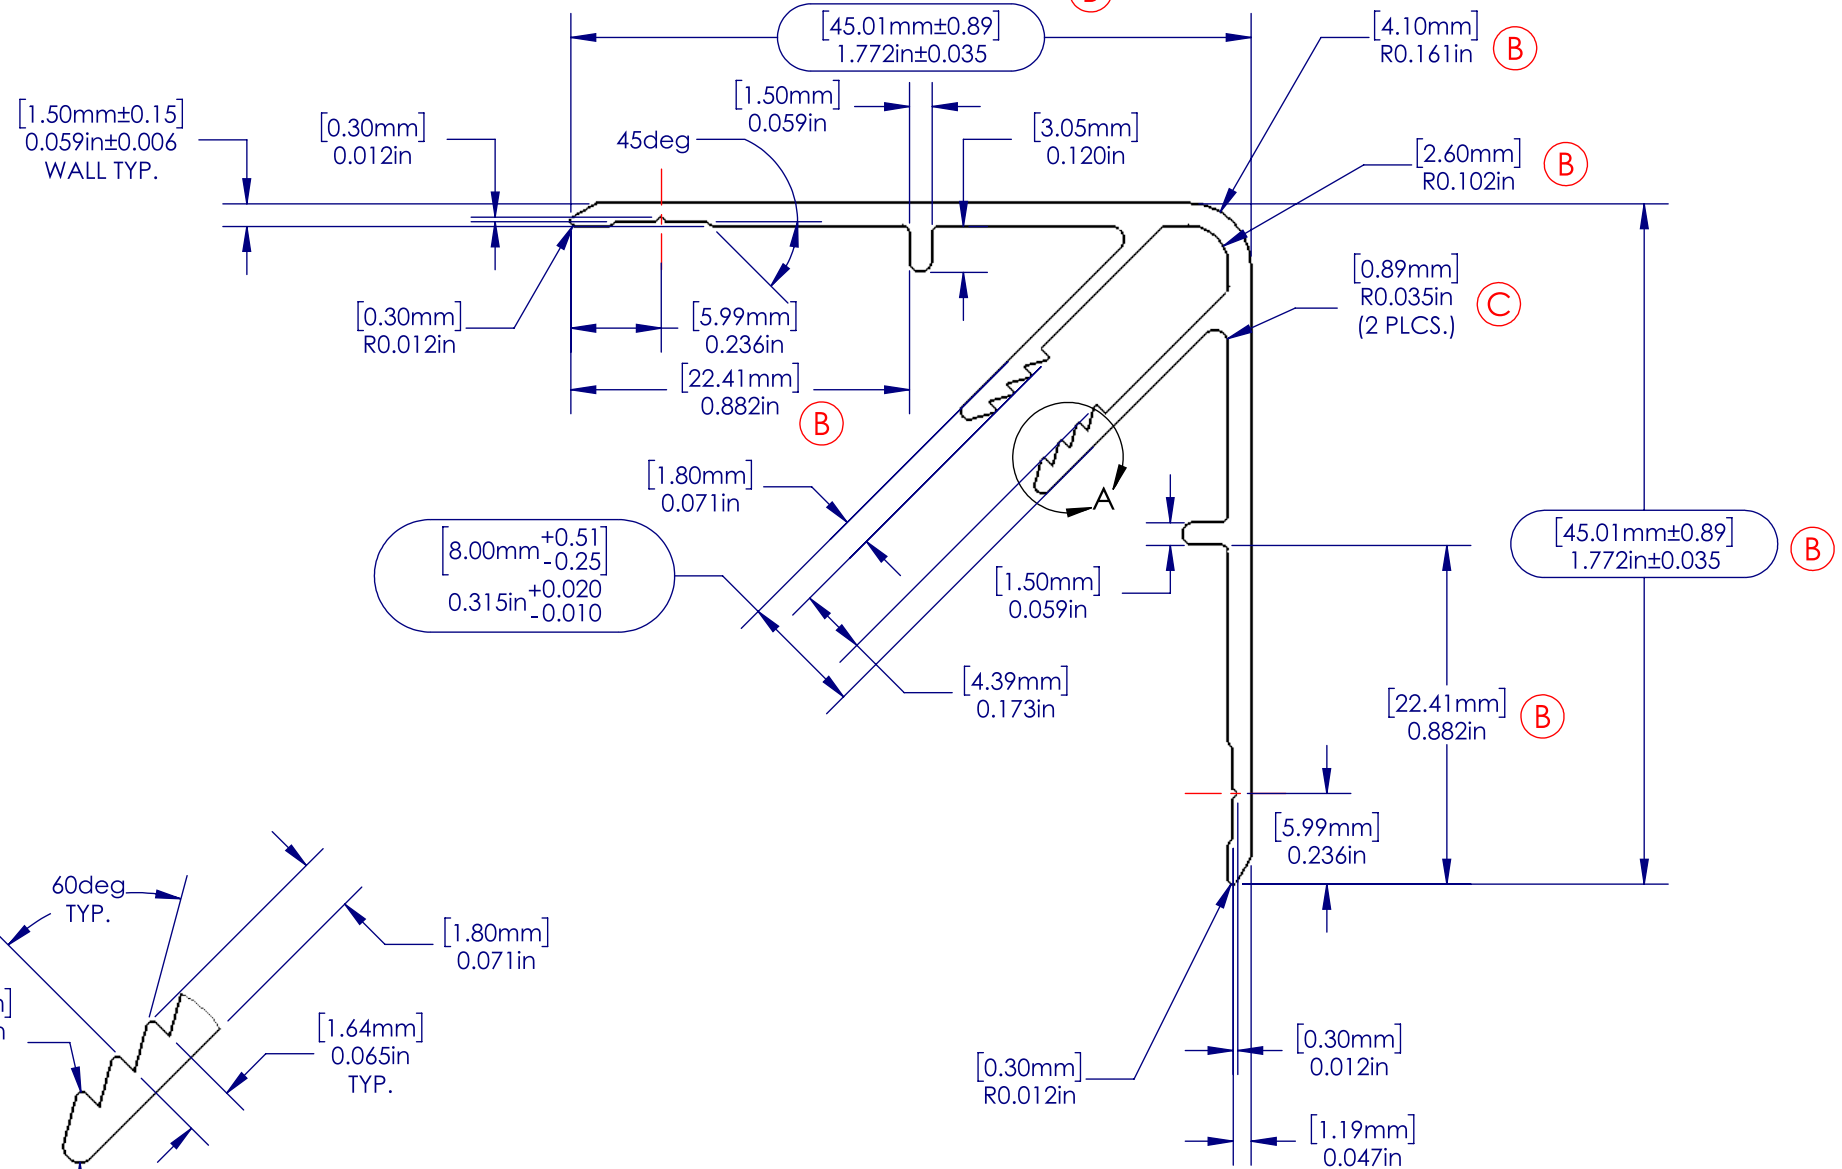 [45.01mm±0.89]
1.772in±0.035
[4.10mm]
R0.161in
B
[1.50mm±0.15]
0.059in±0.006
WALL TYP.
[0.30mm]
0.012in
45deg
[1.50mm]
0.059in
[3.05mm]
0.120in
[2.60mm]
R0.102in
B
[0.89mm]
R0.035in
(2 PLCS.)
C
[0.30mm]
R0.012in
[5.99mm]
0.236in
[22.41mm]
0.882in
B
[1.80mm]
0.071in
A
[8.00mm +0.51 -0.25]
0.315in +0.020 -0.010
[1.50mm]
0.059in
[45.01mm±0.89]
1.772in±0.035
B
[4.39mm]
0.173in
[22.41mm]
0.882in
B
[5.99mm]
0.236in
60deg
TYP.
[1.80mm]
0.071in
[1.64mm]
0.065in
TYP.
[0.30mm]
R0.012in
[0.30mm]
0.012in
[1.19mm]
0.047in